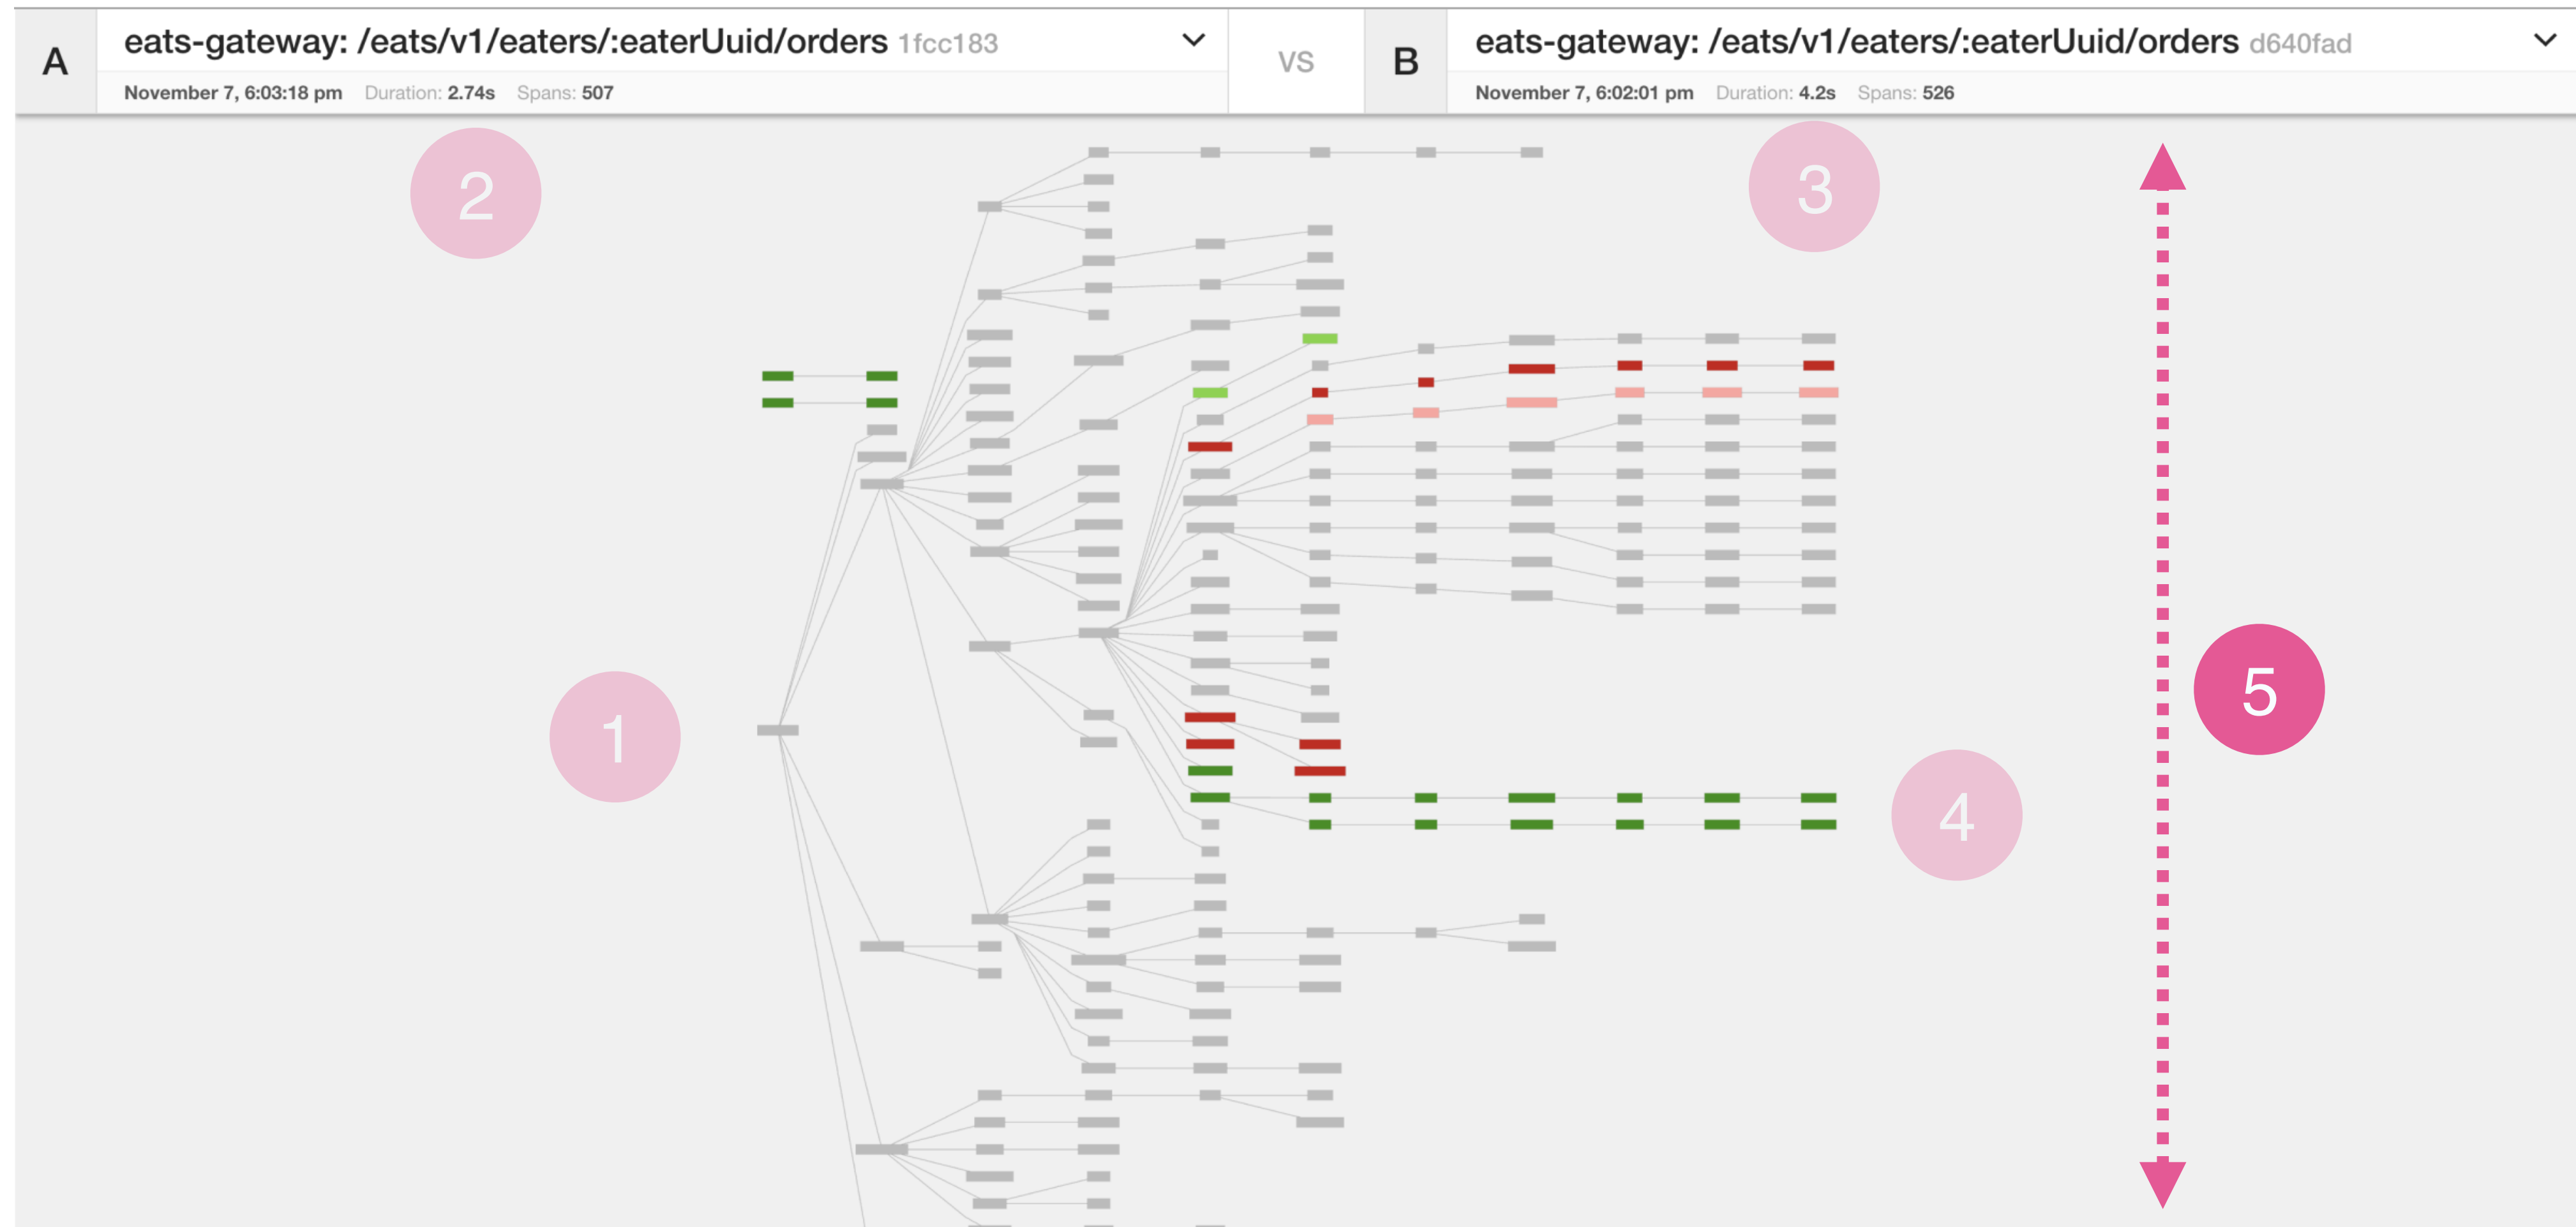 A
eats-gateway: /eats/v1/eaters/:eaterUuid/orders 1fcc183
November 7, 6:03:18 pm Duration: 2.74s Spans: 507
VS
B
eats-gateway: /eats/v1/eaters/:eaterUuid/orders d640fad
November 7, 6:02:01 pm Duration: 4.2s Spans: 526
2
3
5
1
4